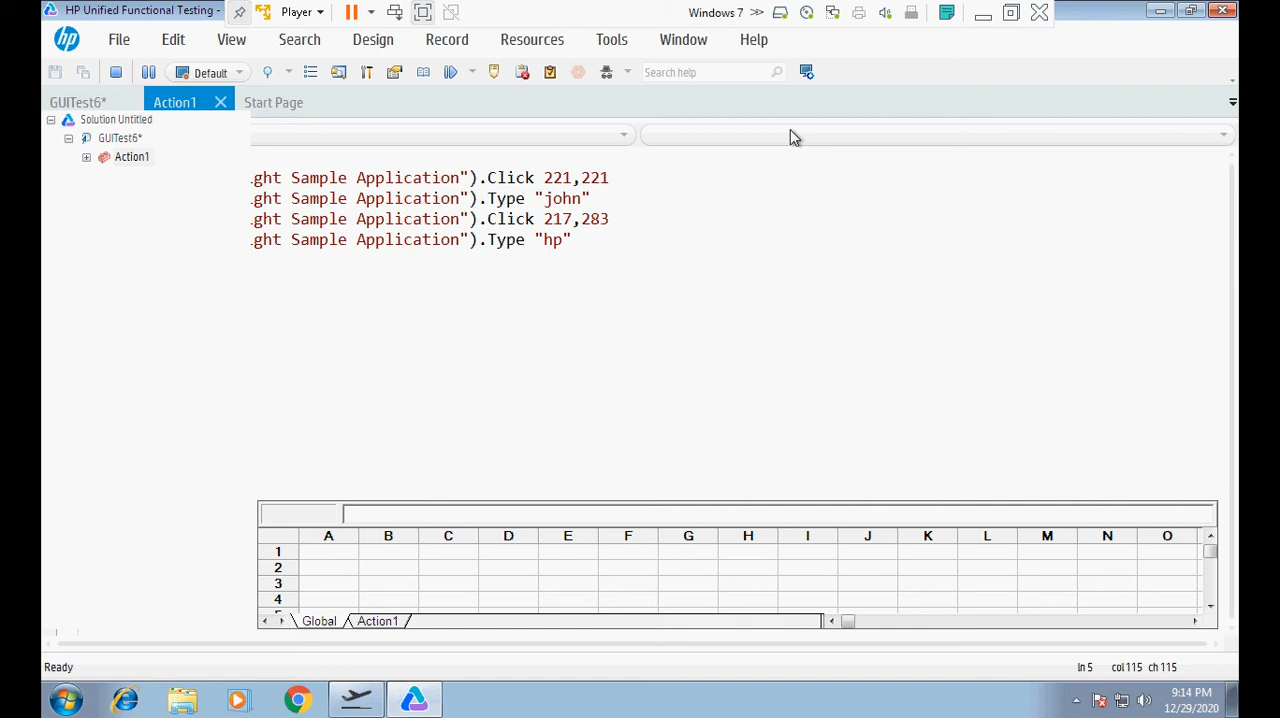 HP Unified Functional Testing -
Player
Windows 7
hp
File Edit View Search Design Record Resources Tools Window Help
Default
Search help
GUITest6* Action1 Start Page
Solution Untitled
GUITest6*
Action1
ght Sample Application").Click 221,221
ght Sample Application").Type "john"
ght Sample Application").Click 217,283
ght Sample Application").Type "hp"
A B C D E F G H I J K L M N O
1
2
3
4
Global Action1
Ready ln 5 col 115 ch 115
9:14 PM
12/29/2020